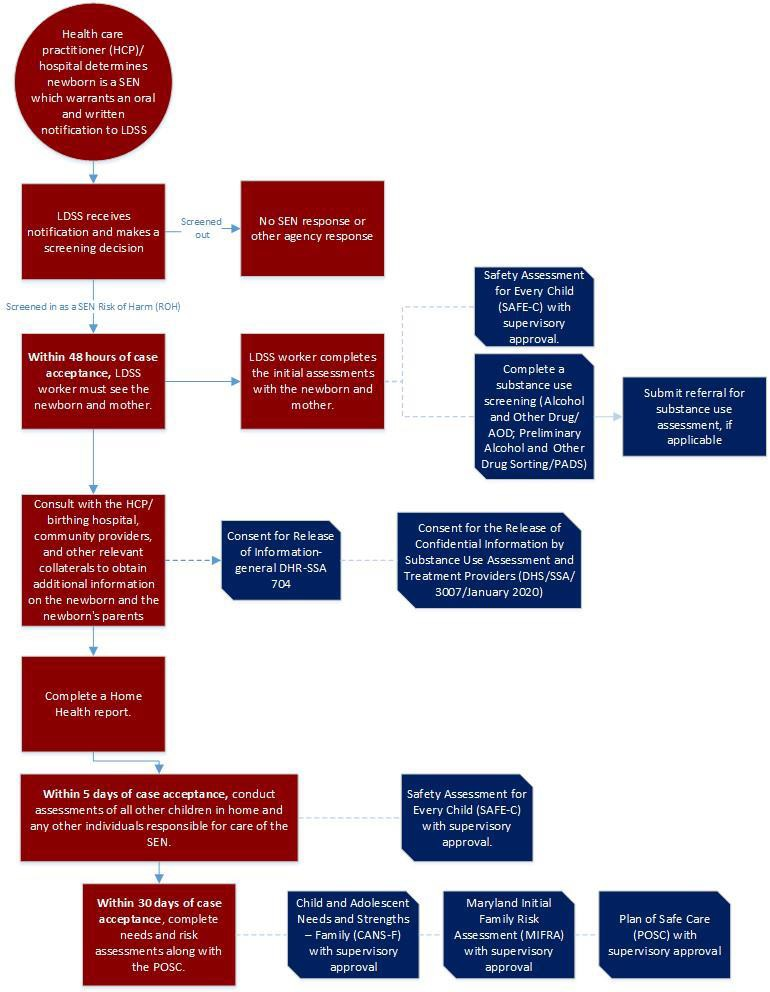 Health care
practitioner (HCP)/
hospital determines
newborn is a SEN
which warrants an oral
and written
notification to LDSS
LDSS receives
notification and makes a
screening decision
Screened
out
No SEN response or
other agency response
Screened in as a SEN Risk of Harm (ROH)
Within 48 hours of case
acceptance, LDSS
worker must see the
newborn and mother.
LDSS worker completes
the initial assessments
with the newborn and
mother.
Safety Assessment
for Every Child
(SAFE-C) with
supervisory
approval.
Complete a
substance use
screening (Alcohol
and Other Drug/
AOD; Preliminary
Alcohol and Other
Drug Sorting/PADS)
Submit referral for
substance use
assessment, if
applicable
Consult with the HCP/
birthing hospital,
community providers,
and other relevant
collaterals to obtain
additional information
on the newborn and the
newborn's parents
Consent for Release
of Information-
general DHR-SSA
704
Consent for the Release of
Confidential Information by
Substance Use Assessment and
Treatment Providers (DHS/SSA/
3007/January 2020)
Complete a Home
Health report.
Within 5 days of case acceptance, conduct
assessments of all other children in home and
any other individuals responsible for care of the
SEN.
Safety Assessment for
Every Child (SAFE-C)
with supervisory
approval.
Within 30 days of case
acceptance, complete
needs and risk
assessments along with
the POSC.
Child and Adolescent
Needs and Strengths
– Family (CANS-F)
with supervisory
approval
Maryland Initial
Family Risk
Assessment (MIFRA)
with supervisory
approval
Plan of Safe Care
(POSC) with
supervisory approval